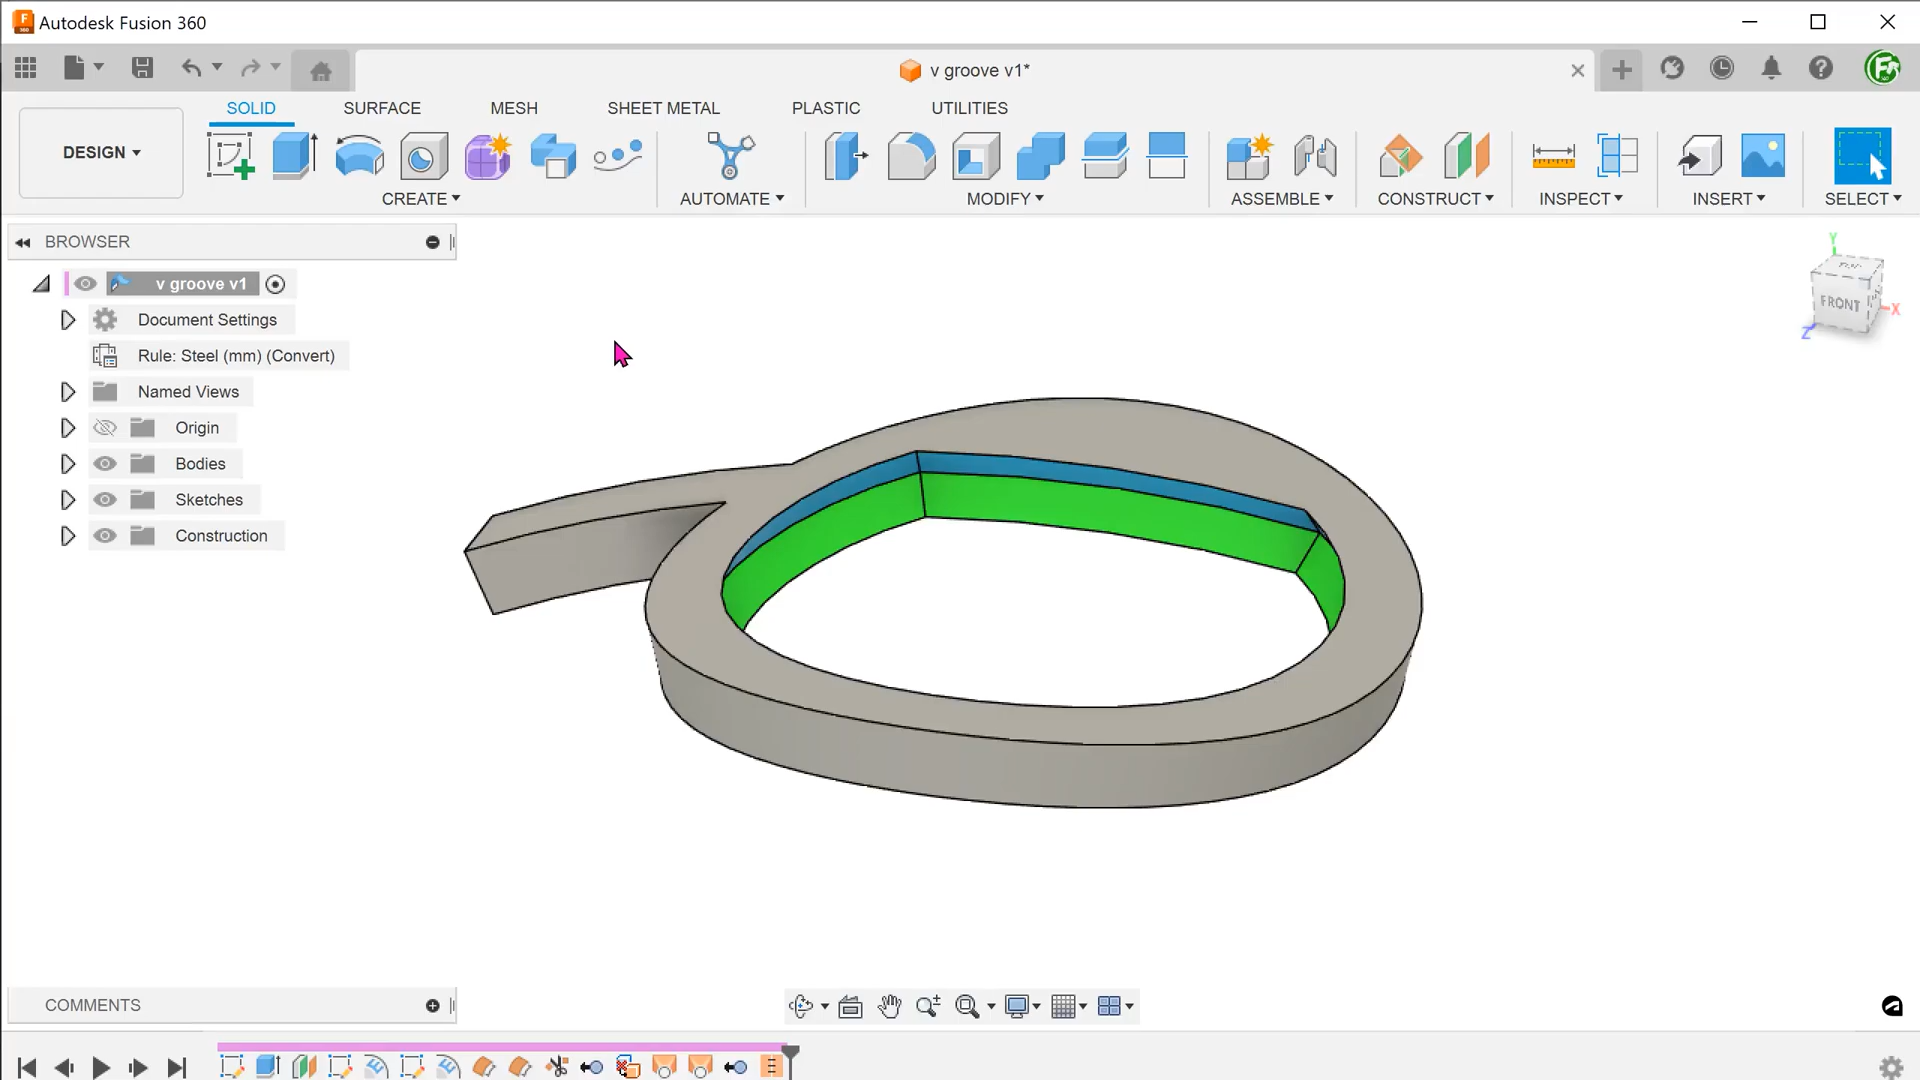 Autodesk Fusion 360
v groove v1*
SOLID SURFACE MESH SHEET METAL PLASTIC UTILITIES
DESIGN
CREATE AUTOMATE MODIFY ASSEMBLE CONSTRUCT INSPECT INSERT SELECT
BROWSER
v groove v1
Document Settings
Rule: Steel (mm) (Convert)
Named Views
Origin
Bodies
Sketches
Construction
Y
TOP
FRONT
X
Z
COMMENTS